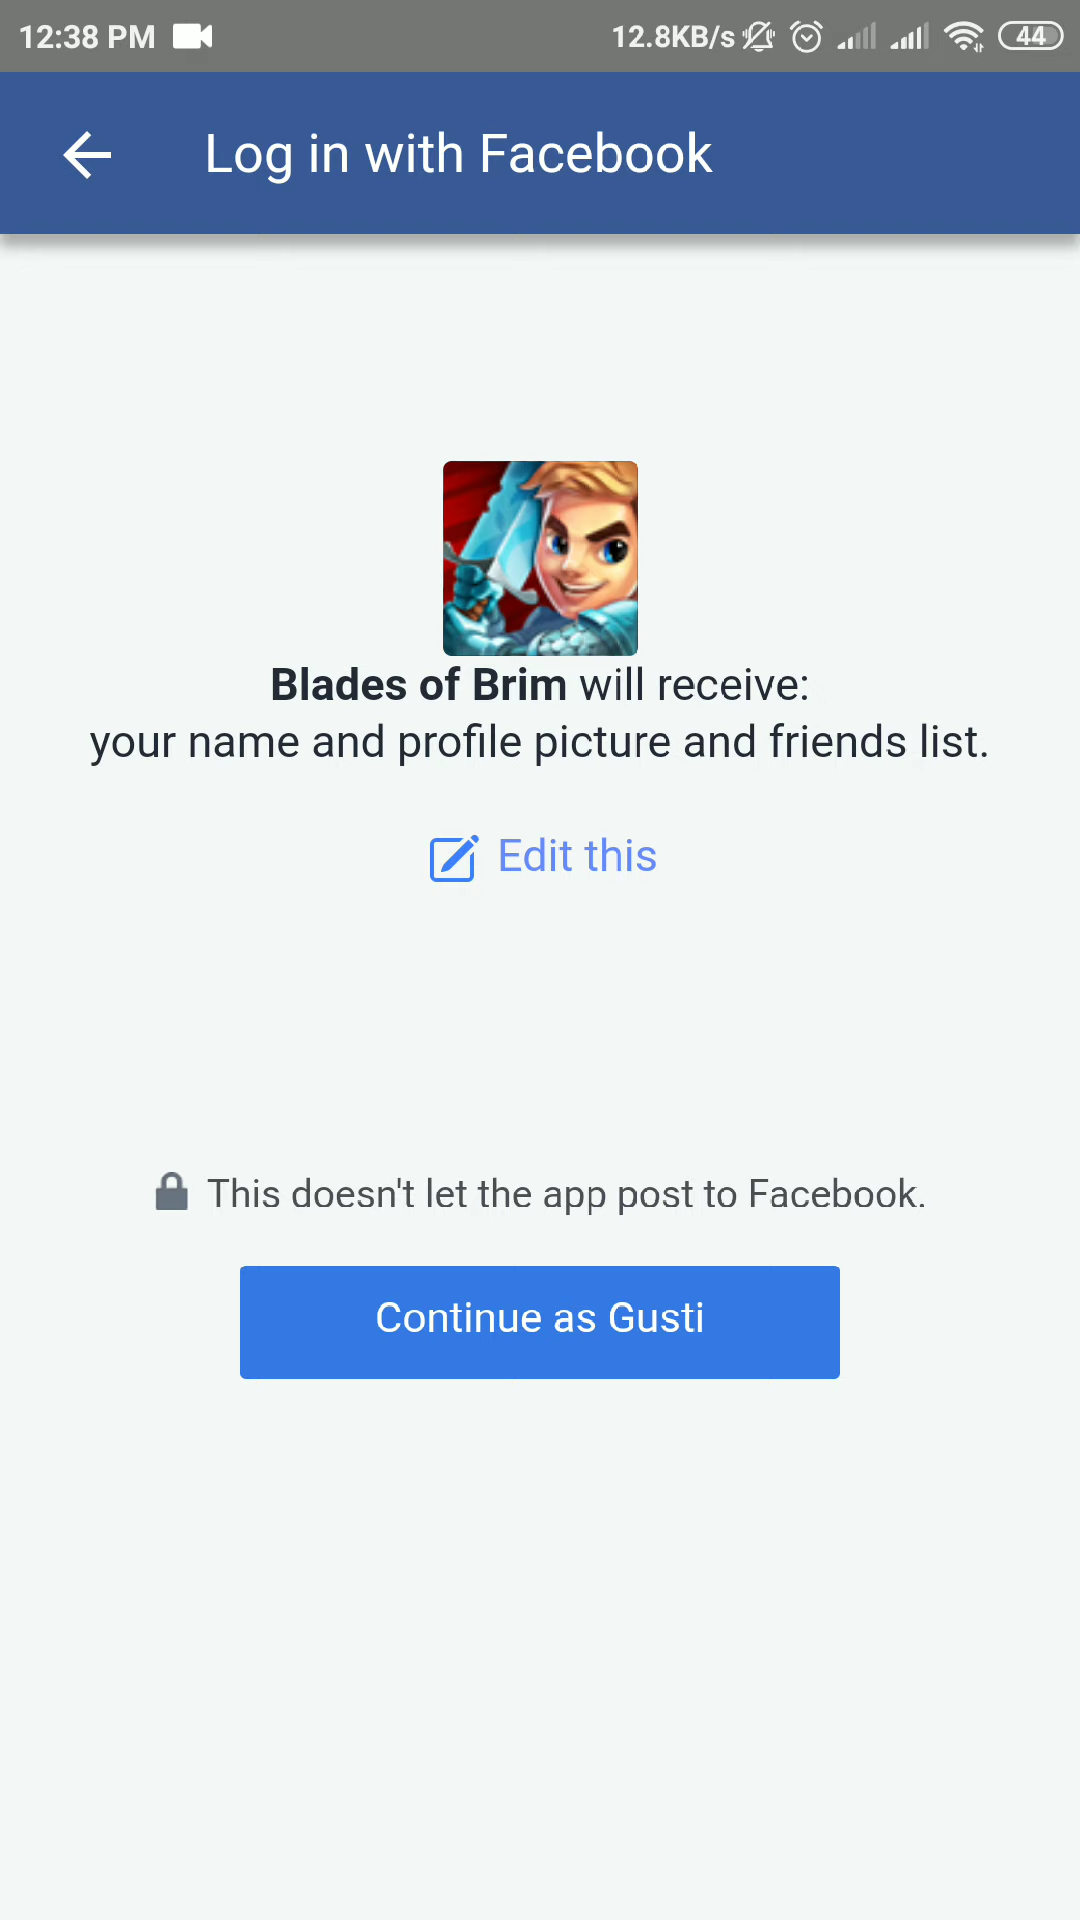 12:38 PM 12.8KB/s 44
Log in with Facebook
Blades of Brim will receive:
your name and profile picture and friends list.
Edit this
This doesn't let the app post to Facebook.
Continue as Gusti